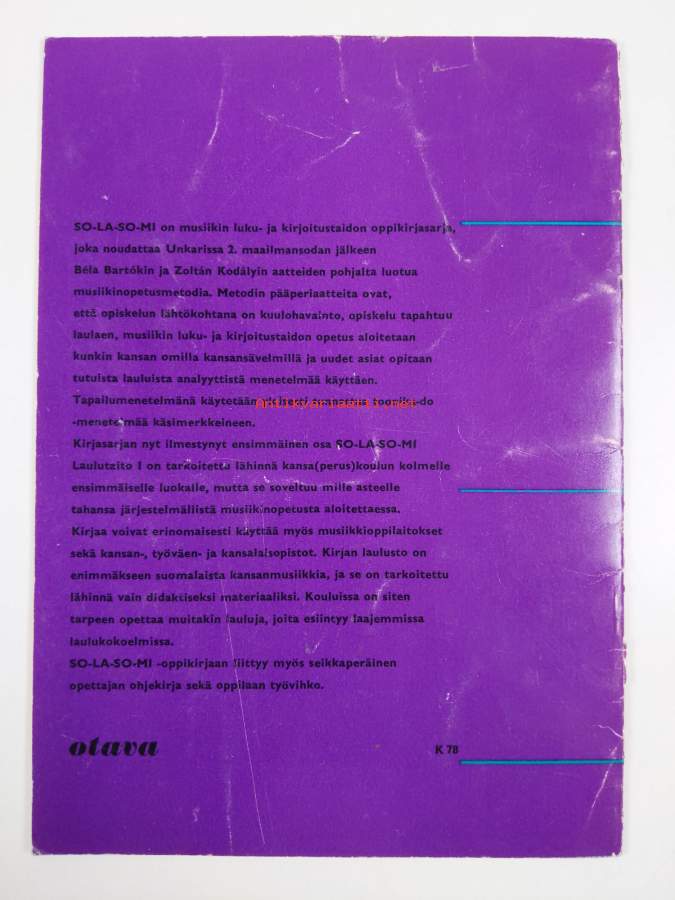 SO-LA-SO-MI on musiikin luku- ja kirjoitustaidon oppikirjasarja,
joka noudattaa Unkarissa 2. maailmansodan jälkeen
Béla Bartókin ja Zoltán Kodályin aatteiden pohjalta luotua
musiikinopetusmetodia. Metodin pääperiaatteita ovat,
että opiskelun lähtökohtana on kuulohavainto, opiskelu tapahtuu
laulaen, musiikin luku- ja kirjoitustaidon opetus aloitetaan
kunkin kansan omilla kansansävelmillä ja uudet asiat opitaan
tutuista lauluista analyyttistä menetelmää käyttäen.
Tapailumenetelmänä käytetään toonika-do
-menetelmää käsimerkkeineen.
Kirjasarjan nyt ilmestynyt ensimmäinen osa SO-LA-SO-MI
Laulutzito I on tarkoitettu lähinnä kansa(perus)koulun kolmelle
ensimmäiselle luokalle, mutta se soveltuu mille asteelle
tahansa järjestelmällistä musiikinopetusta aloitettaessa.
Kirjaa voivat erinomaisesti käyttää myös musiikkioppilaitokset
sekä kansan-, työväen- ja kansalaisopistot. Kirjan laulusto on
enimmäkseen suomalaista kansanmusiikkia, ja se on tarkoitettu
lähinnä vain didaktiseksi materiaaliksi. Kouluissa on siten
tarpeen opettaa muitakin lauluja, joita esiintyy laajemmissa
laulukokoelmissa.
SO-LA-SO-MI -oppikirjaan liittyy myös seikkaperäinen
opettajan ohjekirja sekä oppilaan työvihko.
otava
K 78